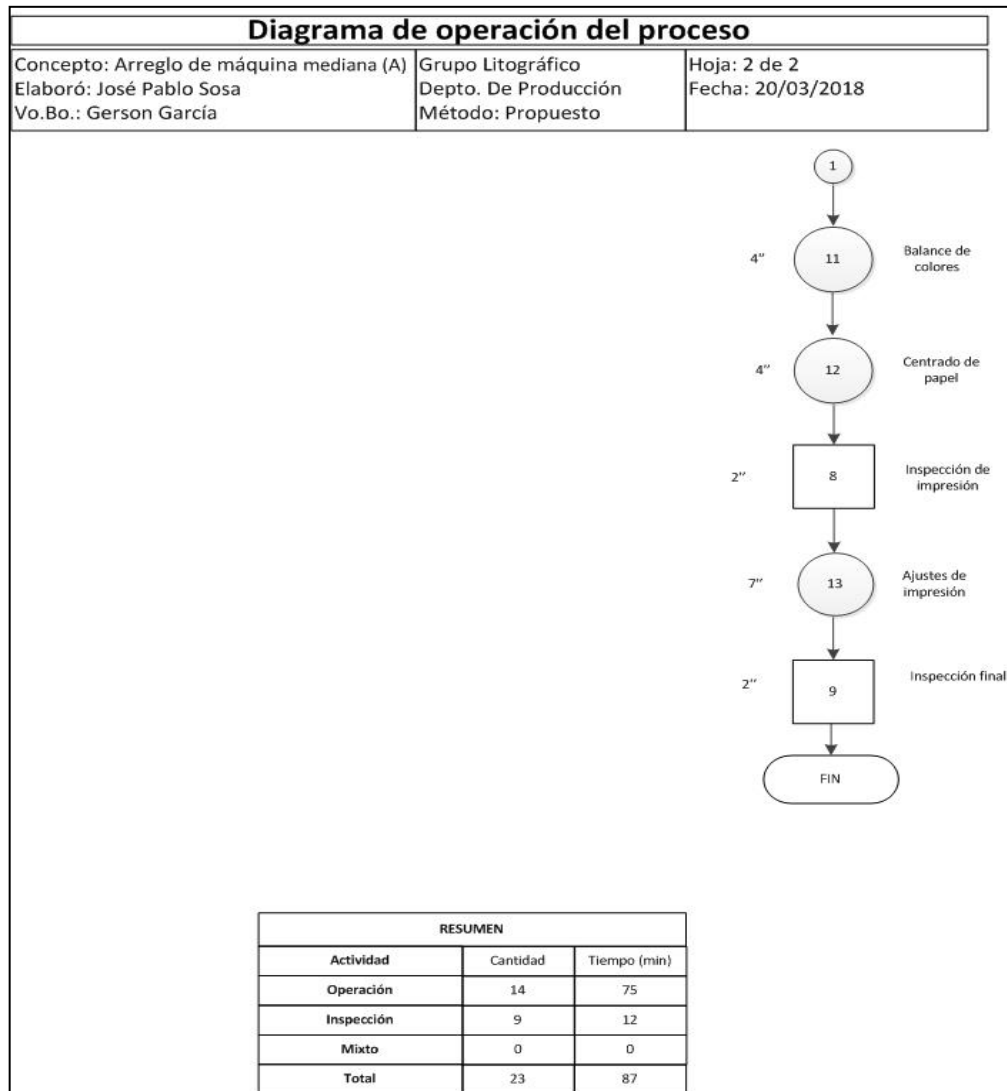 Diagrama de operación del proceso
Concepto: Arreglo de máquina mediana (A)
Elaboró: José Pablo Sosa
Vo.Bo.: Gerson García
Grupo Litográfico
Depto. De Producción
Método: Propuesto
Hoja: 2 de 2
Fecha: 20/03/2018
1
4’’ 11 Balance de
colores
4’’ 12 Centrado de
papel
2’’ 8 Inspección de
impresión
7’’ 13 Ajustes de
impresión
2’’ 9 Inspección final
FIN
RESUMEN
Actividad Cantidad Tiempo (min)
Operación 14 75
Inspección 9 12
Mixto 0 0
Total 23 87